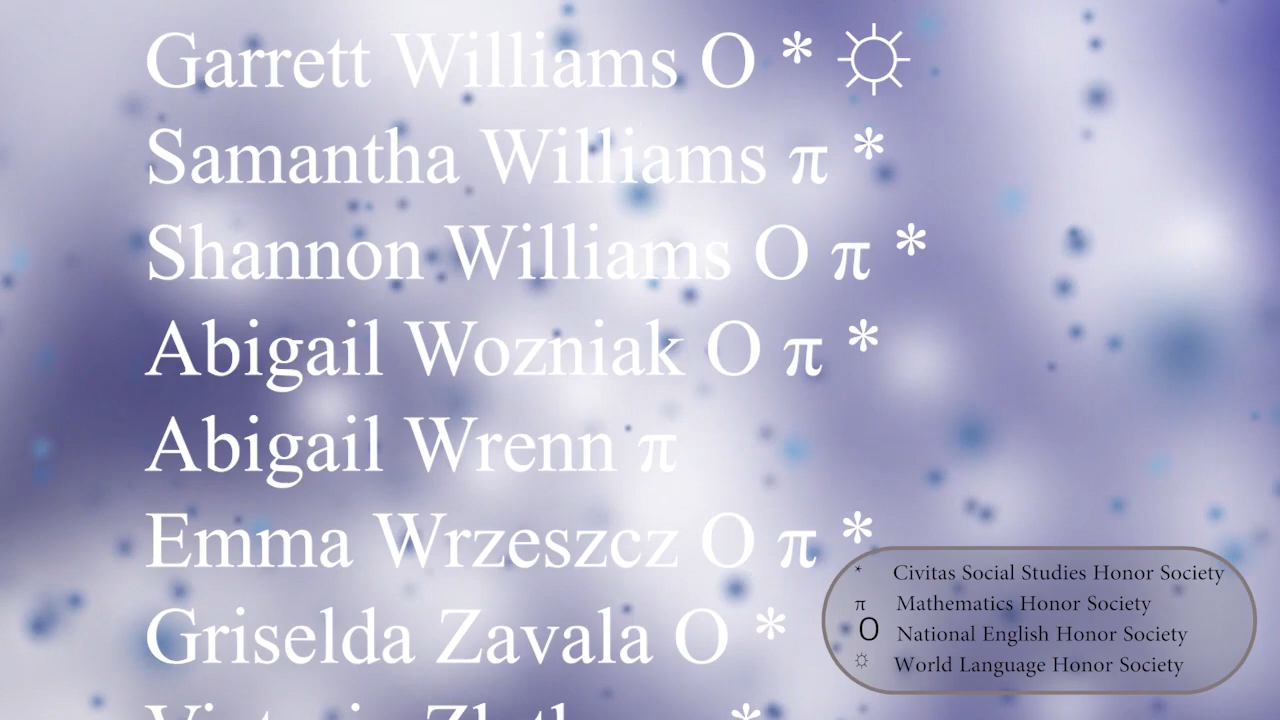 Garrett Williams O * ☼
Samantha Williams π *
Shannon Williams O π *
Abigail Wozniak O π *
Abigail Wrenn π
Emma Wrzeszcz O π *
Griselda Zavala O *
* Civitas Social Studies Honor Society
π Mathematics Honor Society
O National English Honor Society
☼ World Language Honor Society